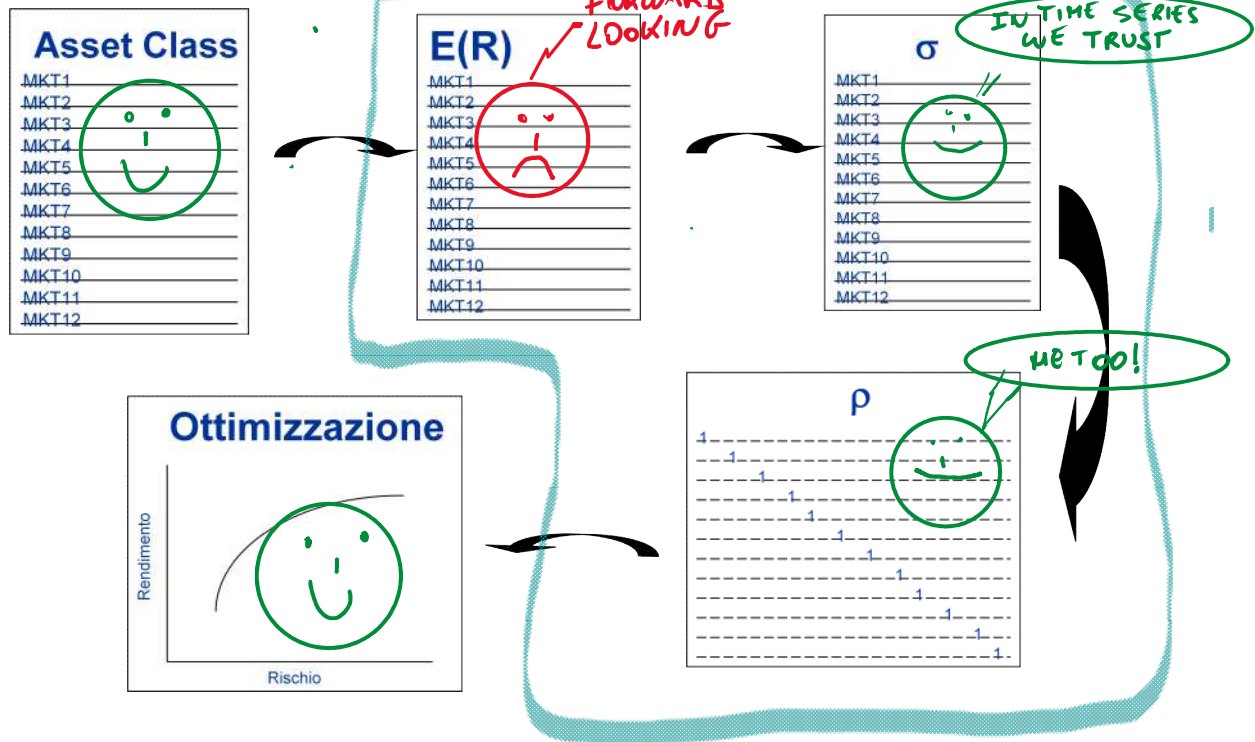 Asset Class
MKT1
MKT2
MKT3
MKT4
MKT5
MKT6
MKT7
MKT8
MKT9
MKT10
MKT11
MKT12
E(R)
FORWARD
LOOKING
MKT1
MKT2
MKT3
MKT4
MKT5
MKT6
MKT7
MKT8
MKT9
MKT10
MKT11
MKT12
σ
IN TIME SERIES
WE TRUST
MKT1
MKT2
MKT3
MKT4
MKT5
MKT6
MKT7
MKT8
MKT9
MKT10
MKT11
MKT12
ρ
ME TOO!
1
1
1
1
1
1
1
1
1
1
1
1
Ottimizzazione
Rendimento
Rischio